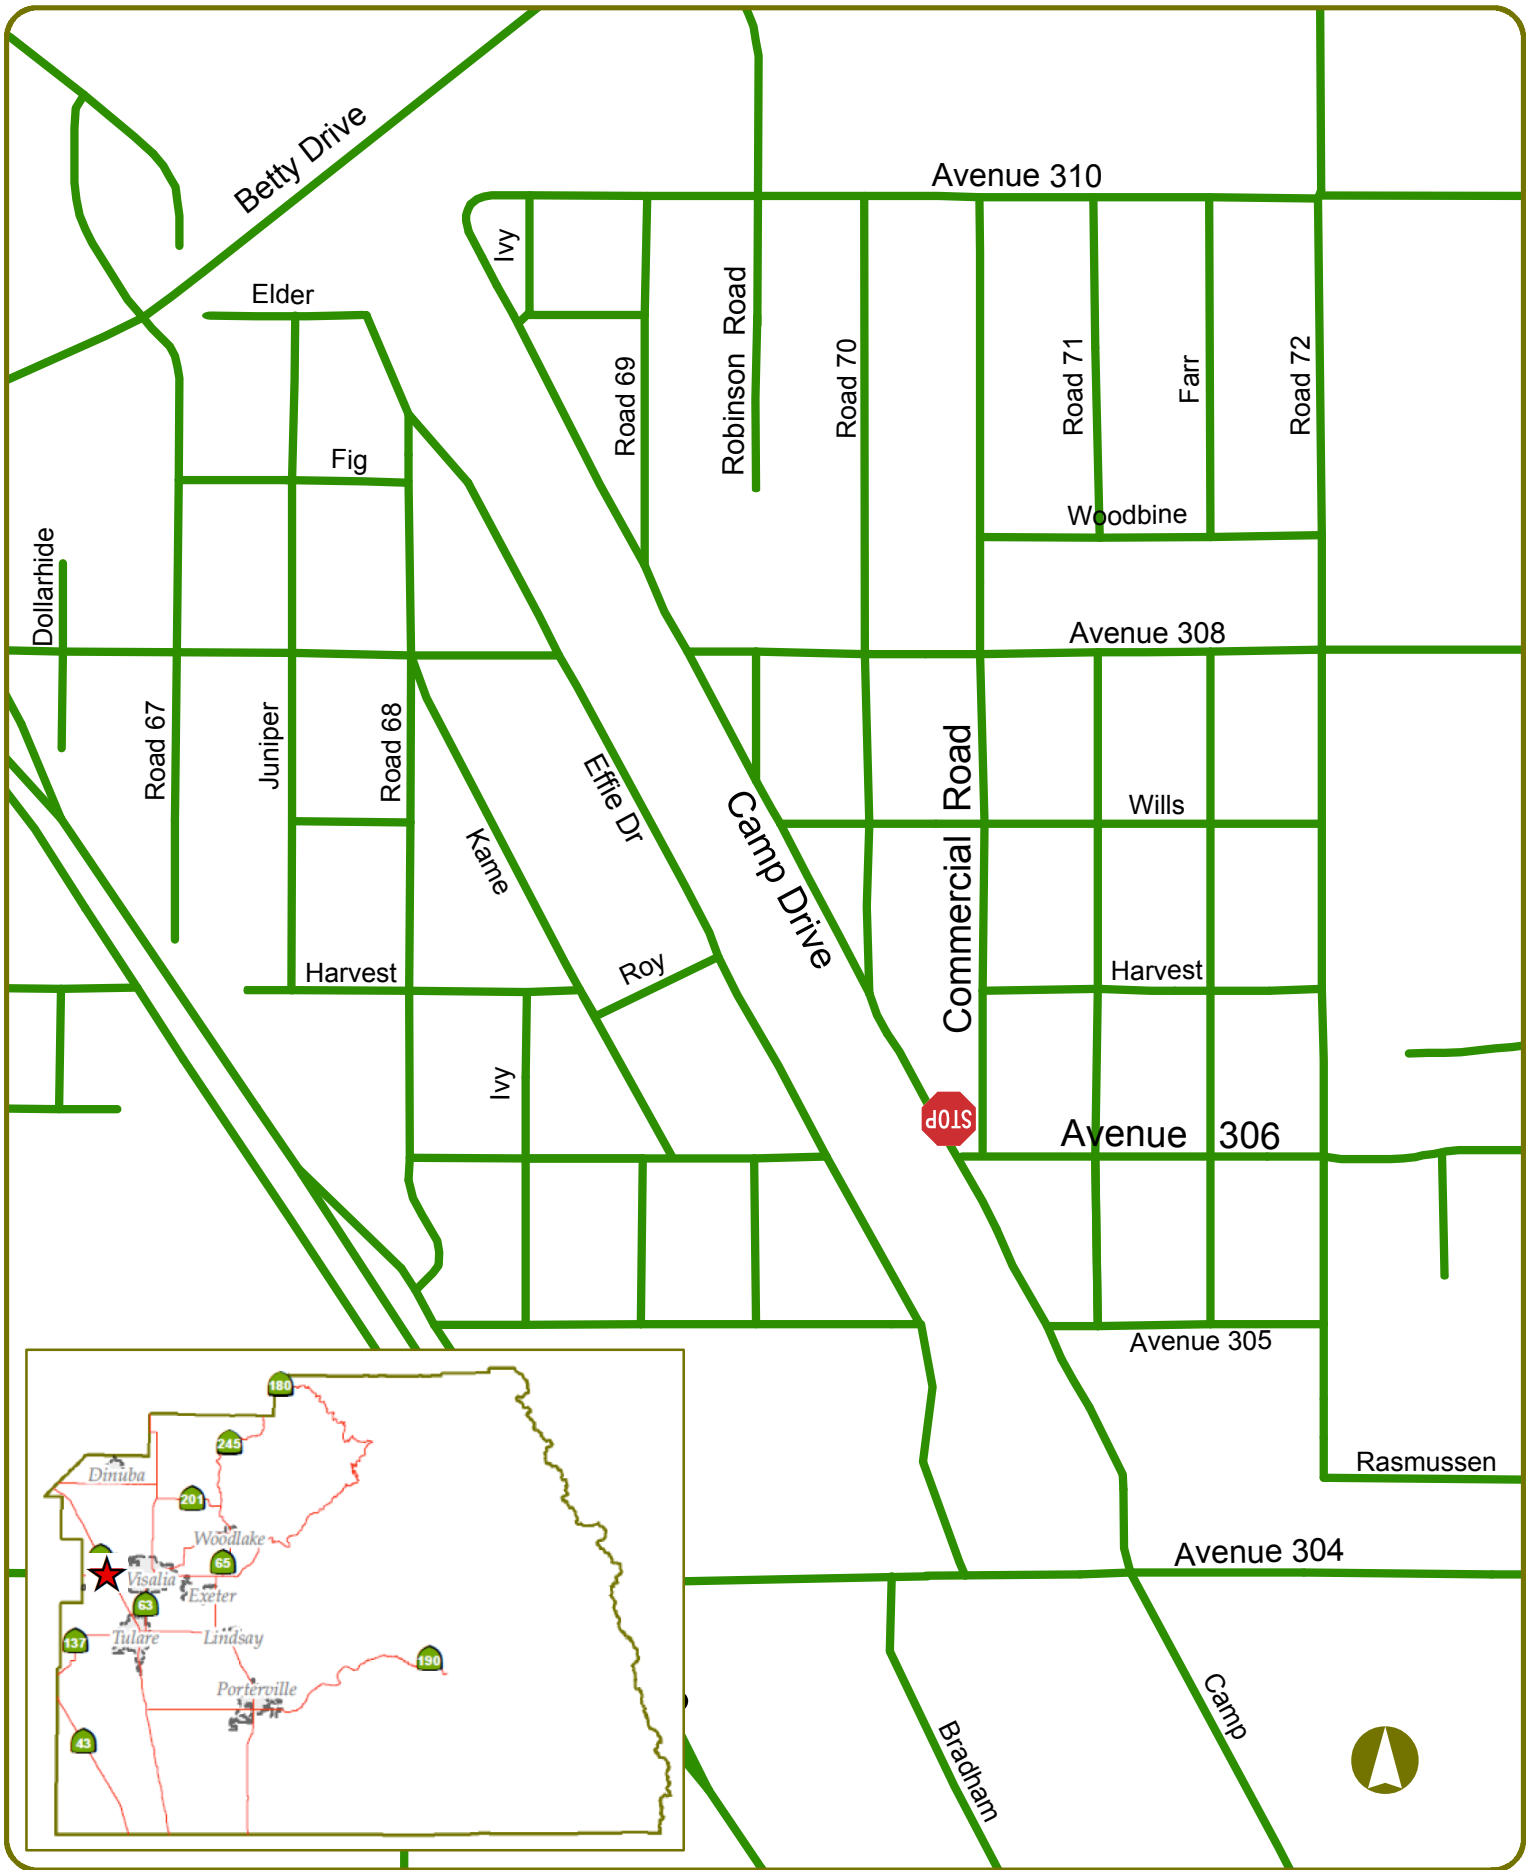 Betty Drive
Avenue 310
Ivy
Elder
Robinson Road
Road 69
Road 70
Road 71
Farr
Road 72
Fig
Woodbine
Dollarhide
Avenue 308
Road 67
Juniper
Road 68
Effie Dr
Camp Drive
Commercial Road
Wills
Kame
Harvest
Roy
Harvest
Ivy
STOP
Avenue 306
Avenue 305
Rasmussen
Avenue 304
Camp
Bradham
180
245
Dinuba
201
Woodlake
65
Visalia
Exeter
63
137
Tulare
Lindsay
190
Porterville
43